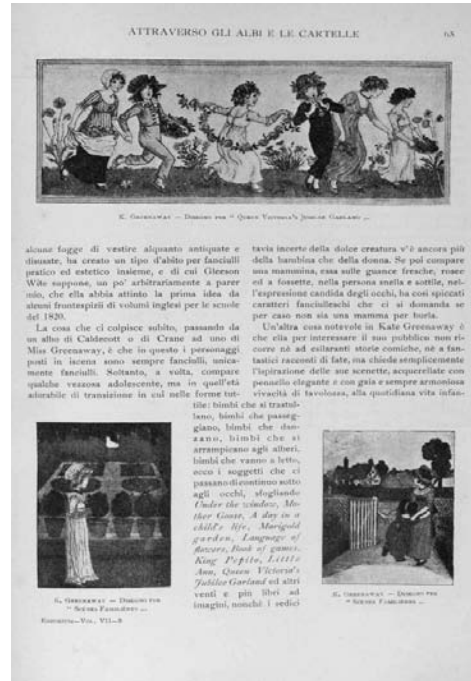 ATTRAVERSO GLI ALBI E LE CARTELLE
K. GREENAWAY — DISEGNO PER " QUEEN VICTORIA'S JUBILEE GARLAND „
alcune fogge di vestire alquanto antiquate e
disusate, ha creato un tipo d'abito per fanciulli
pratico ed estetico insieme, e di cui Gleeson
Wite suppone, un po' arbitrariamente a parer
mio, che ella abbia attinto la prima idea da
alcuni frontespizii di volumi inglesi per le scuole
del 1820.
La cosa che ci colpisce subito, passando da
un albo di Caldecott o di Crane ad uno di
Miss Greenaway, è che in questo i personaggi
posti in iscena sono sempre fanciulli, unica-
mente fanciulli. Soltanto, a volta, compare
qualche vezzosa adolescente, ma in quell'età
adorabile di transizione in cui nelle forme tut-
tavia incerte della dolce creatura v'è ancora più
della bambina che della donna. Se poi compare
una mammina, essa sulle guance fresche, rosee
ed a fossette, nella persona snella e sottile, nel-
l'espressione candida degli occhi, ha così spiccati
caratteri fanciulleschi che ci si domanda se
per caso non sia una mamma per burla.
Un'altra cosa notevole in Kate Greenaway è
che ella per interessare il suo pubblico non ri-
corre nè ad esilaranti storie comiche, nè a fan-
tastici racconti di fate, ma chiede semplicemente
l'ispirazione delle sue scenette, acquerellate con
pennello elegante e con gaia e sempre armoniosa
vivacità di tavolozza, alla quotidiana vita infan-
tile: bimbi che si trastul-
lano, bimbi che passeg-
giano, bimbi che dan-
zano, bimbi che si
arrampicano agli alberi,
bimbi che vanno a letto,
ecco i soggetti che ci
passano di continuo sotto
agli occhi, sfogliando
Under the window, Mo-
ther Goose, A day in a
child's life, Marigold
garden, Language of
flowers, Book of games,
King Pepito, Little
Ann, Queen Victoria's
Jubilee Garland ed altri
venti e più libri ad
imagini, nonchè i sedici
K. GREENAWAY — DISEGNO PER
" SCÈNES FAMILIÈRES „
K. GREENAWAY — DISEGNO PER
" SCÈNES FAMILIÈRES „
EMPORIUM—VOL. VII—8